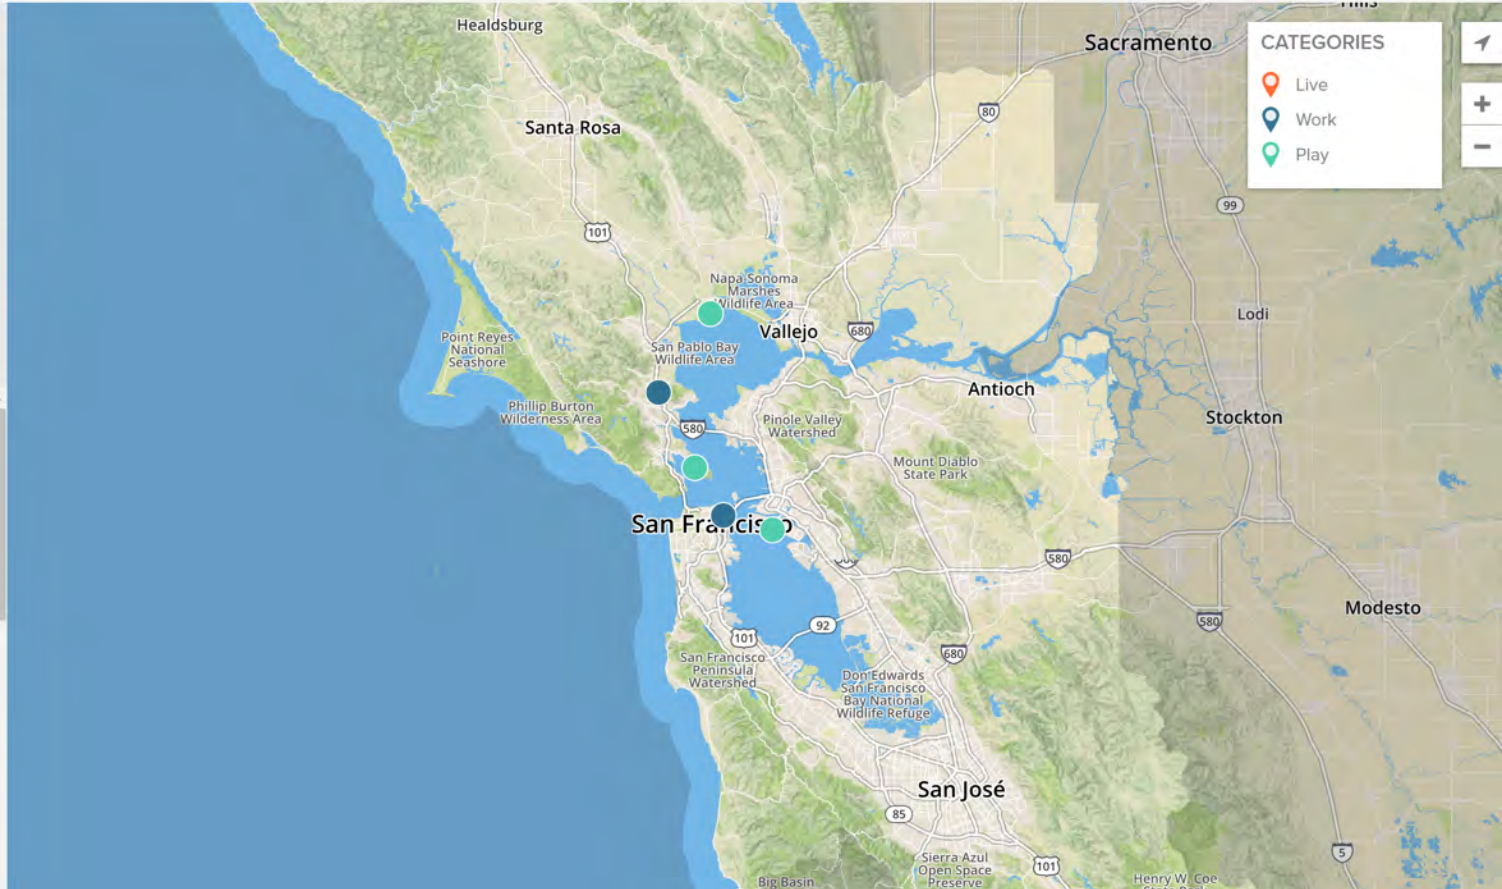 Healdsburg
Sacramento
CATEGORIES
Live
Work
Play
80
Santa Rosa
99
101
Napa-Sonoma
Marshes
Wildlife Area
Lodi
Vallejo
680
Point Reyes
National
Seashore
San Pablo Bay
Wildlife Area
Antioch
Phillip Burton
Wilderness Area
580
Pinole Valley
Watershed
Stockton
Mount Diablo
State Park
San Francisco
580
Modesto
580
92
101
680
San Francisco
Peninsula
Watershed
Don Edwards
San Francisco
Bay National
Wildlife Refuge
San José
85
5
Sierra Azul
Open Space
Preserve
101
Big Basin
Henry W. Coe